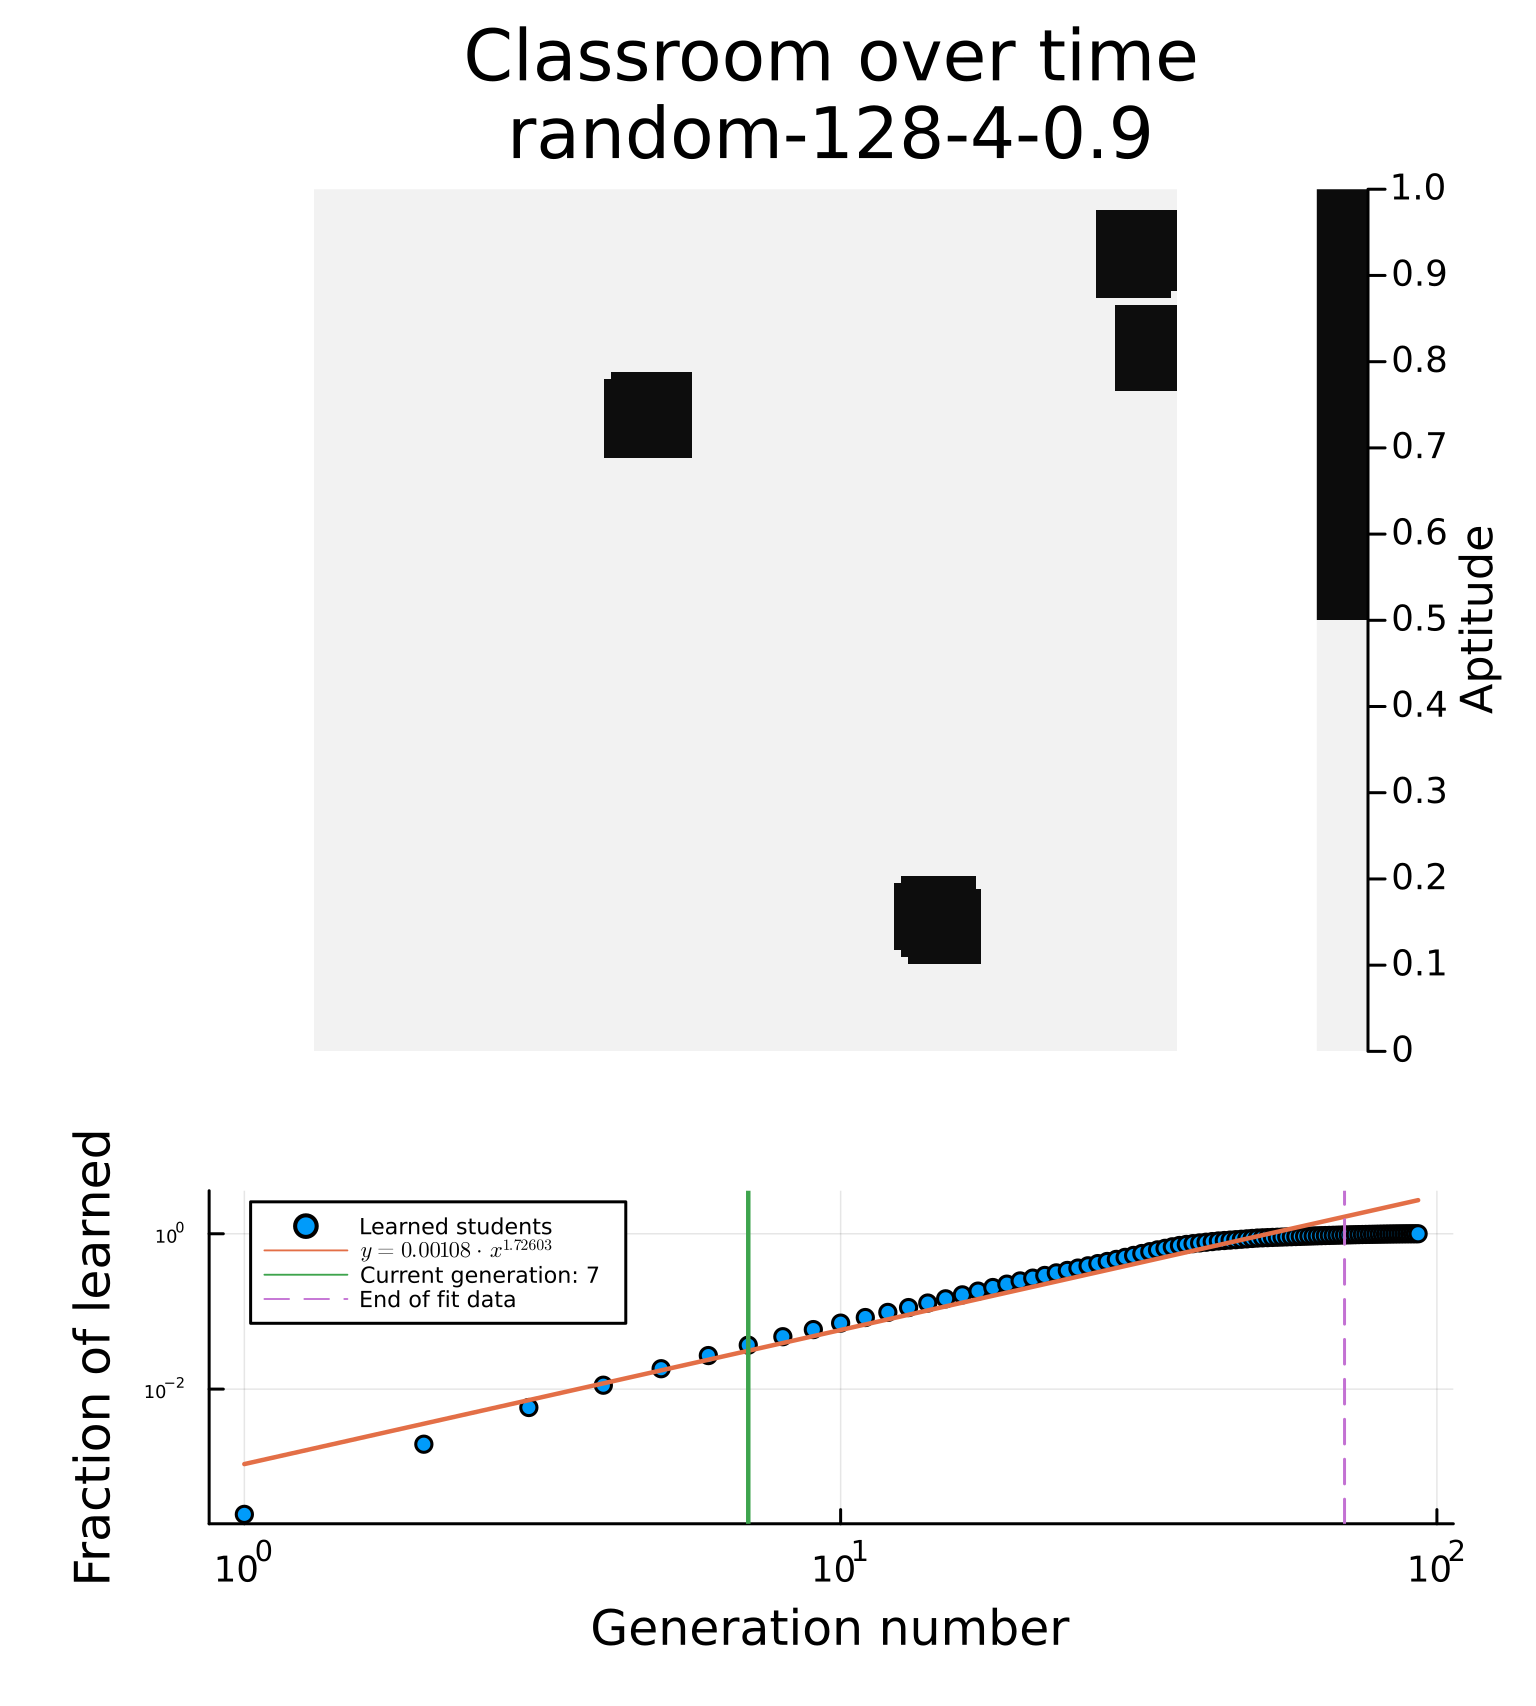 Classroom over time
random-128-4-0.9
1.0
0.9
0.8
0.7
0.6
0.5
0.4
0.3
0.2
0.1
0
Aptitude
Fraction of learned
10⁰
10⁻²
Learned students
y = 0.00108 · x^1.72603
Current generation: 7
End of fit data
10⁰
10¹
10²
Generation number